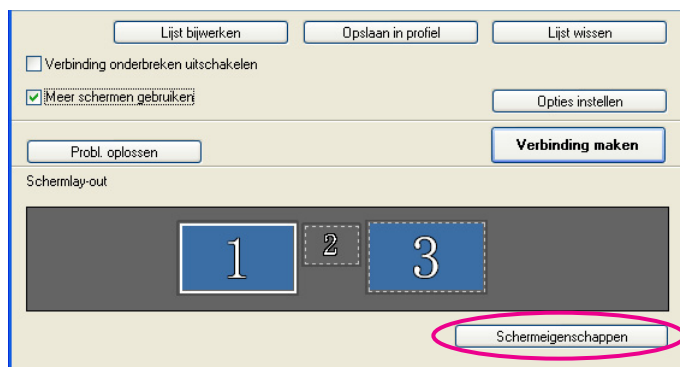 Lijst bijwerken Opslaan in profiel Lijst wissen
Verbinding onderbreken uitschakelen
Meer schermen gebruiken
Opties instellen
Probl. oplossen Verbinding maken
Schermlay-out
1 2 3
Schermeigenschappen